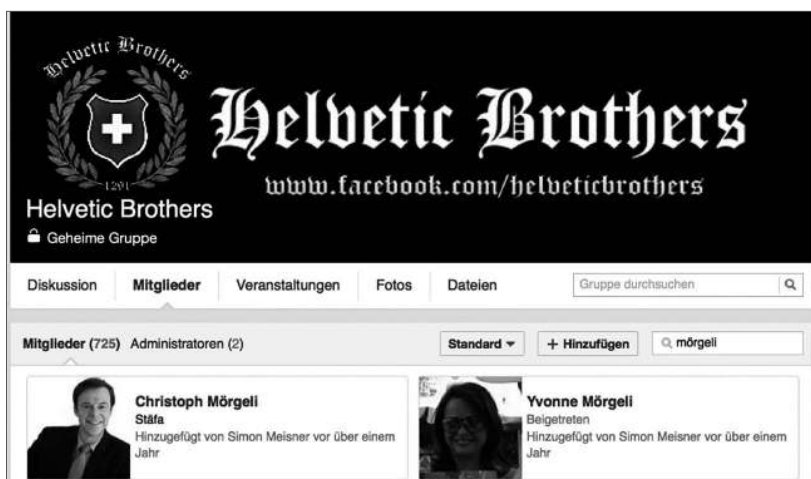 Helvetic Brothers
1291
Helvetic Brothers
www.facebook.com/helveticbrothers
Helvetic Brothers
Geheime Gruppe
Diskussion Mitglieder Veranstaltungen Fotos Dateien Gruppe durchsuchen
Mitglieder (725) Administratoren (2) Standard + Hinzufügen mörgeli
Christoph Mörgeli
Stäfa
Hinzugefügt von Simon Meisner vor über einem
Jahr
Yvonne Mörgeli
Beigetreten
Hinzugefügt von Simon Meisner vor über einem
Jahr